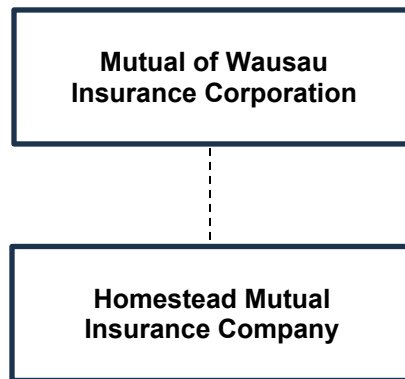 Mutual of Wausau
Insurance Corporation
Homestead Mutual
Insurance Company